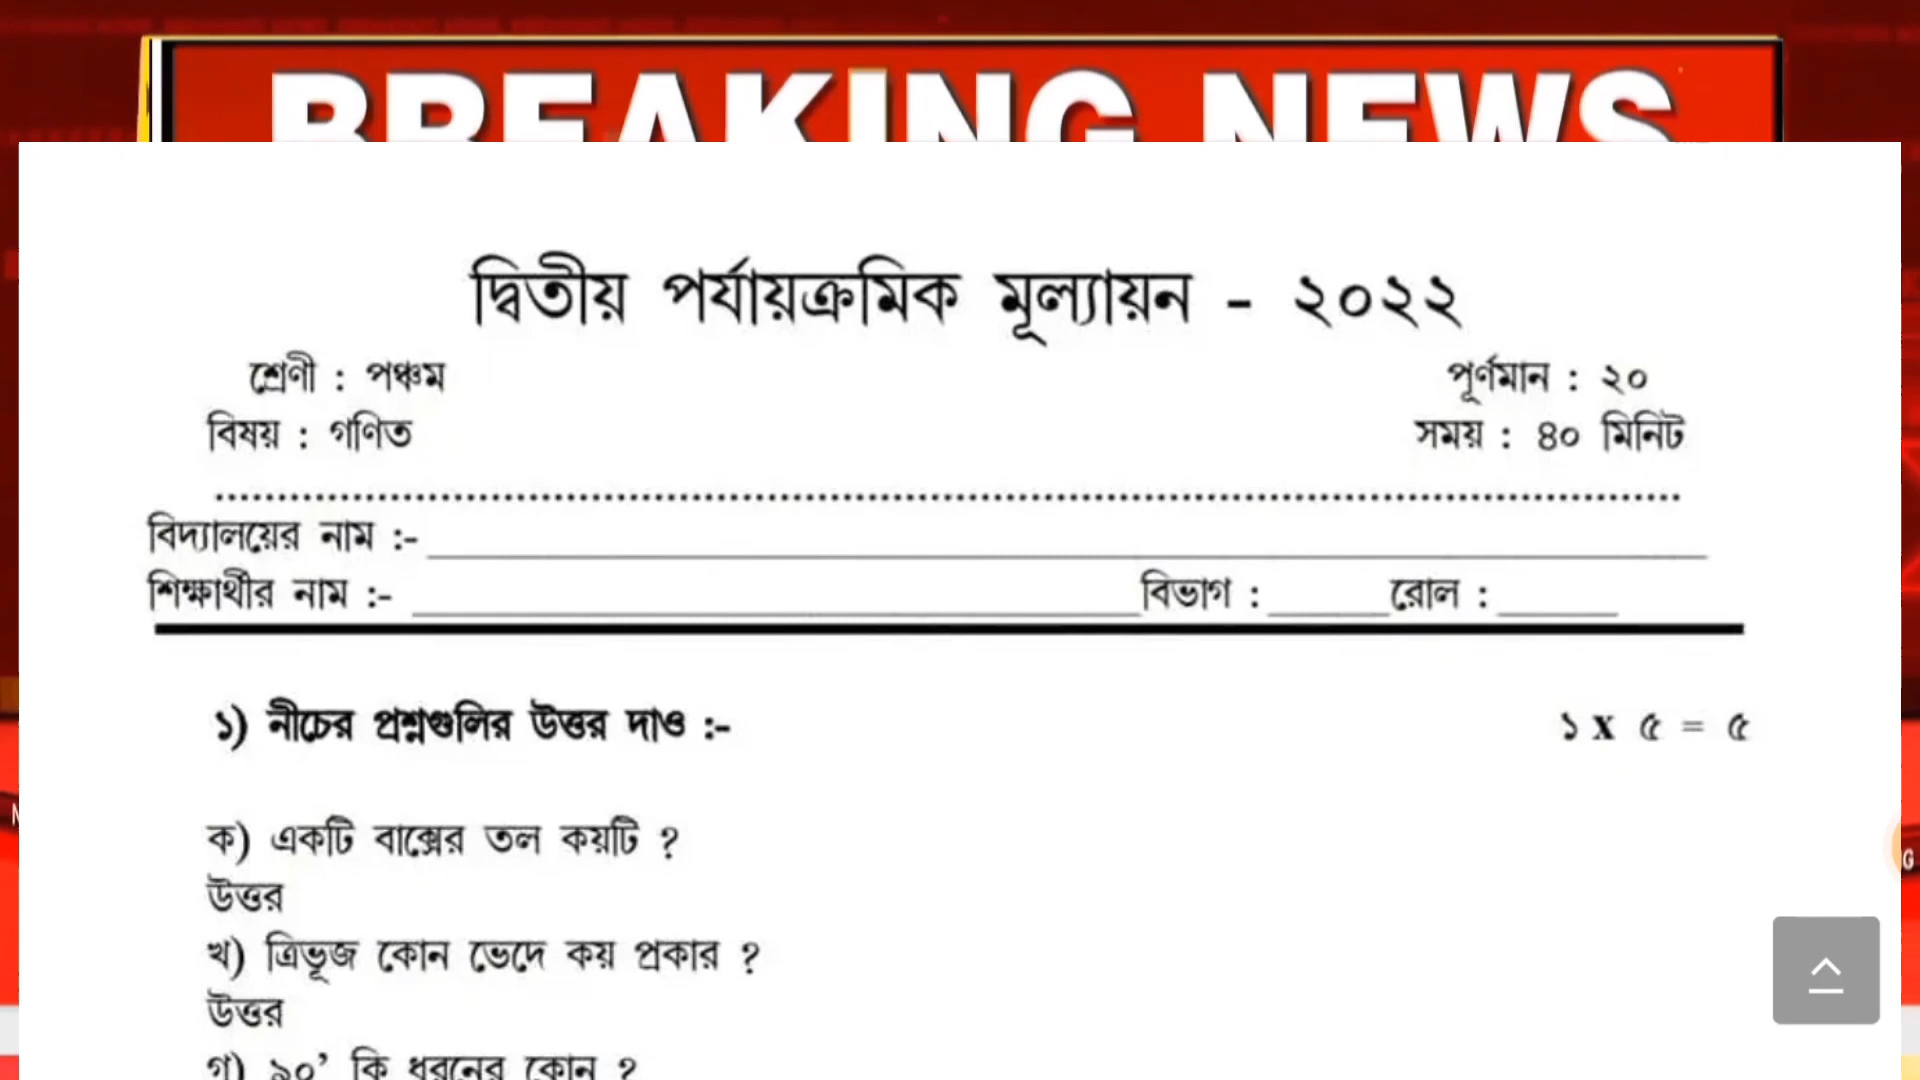 BREAKING NEWS
দ্বিতীয় পর্যায়ক্রমিক মূল্যায়ন - ২০২২
শ্রেণী : পঞ্চম
পূর্ণমান : ২০
বিষয় : গণিত
সময় : ৪০ মিনিট
বিদ্যালয়ের নাম :-
শিক্ষার্থীর নাম :- বিভাগ : রোল :
১) নীচের প্রশ্নগুলির উত্তর দাও :- ১ x ৫ = ৫
ক) একটি বাক্সের তল কয়টি ?
উত্তর
খ) ত্রিভূজ কোন ভেদে কয় প্রকার ?
উত্তর
গ) ৯০’ কি ধরনের কোন ?